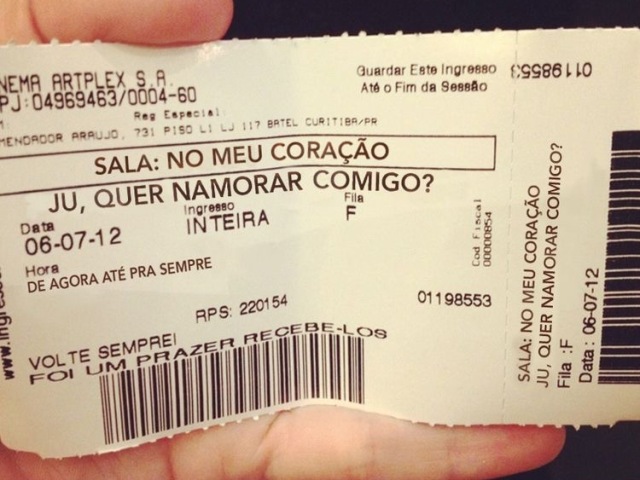 NEMA ARTPLEX S.A.
PJ:04969463/0004-60
Reg Especial:
MENDADOR ARAUJO, 731 PISO L1 LJ 117 BATEL CURITIBA/PR
Guardar Este Ingresso
Até o Fim da Sessão
SALA: NO MEU CORAÇÃO
JU, QUER NAMORAR COMIGO?
Data
06-07-12
Ingresso
INTEIRA
Fila
F
Hora
DE AGORA ATÉ PRA SEMPRE
RPS: 220154
01198553
Cod Fiscal
00000854
VOLTE SEMPRE!
FOI UM PRAZER RECEBE-LOS
01198553
SALA: NO MEU CORAÇÃO
JU, QUER NAMORAR COMIGO?
Fila :F
Data: 06-07-12
www.ingress